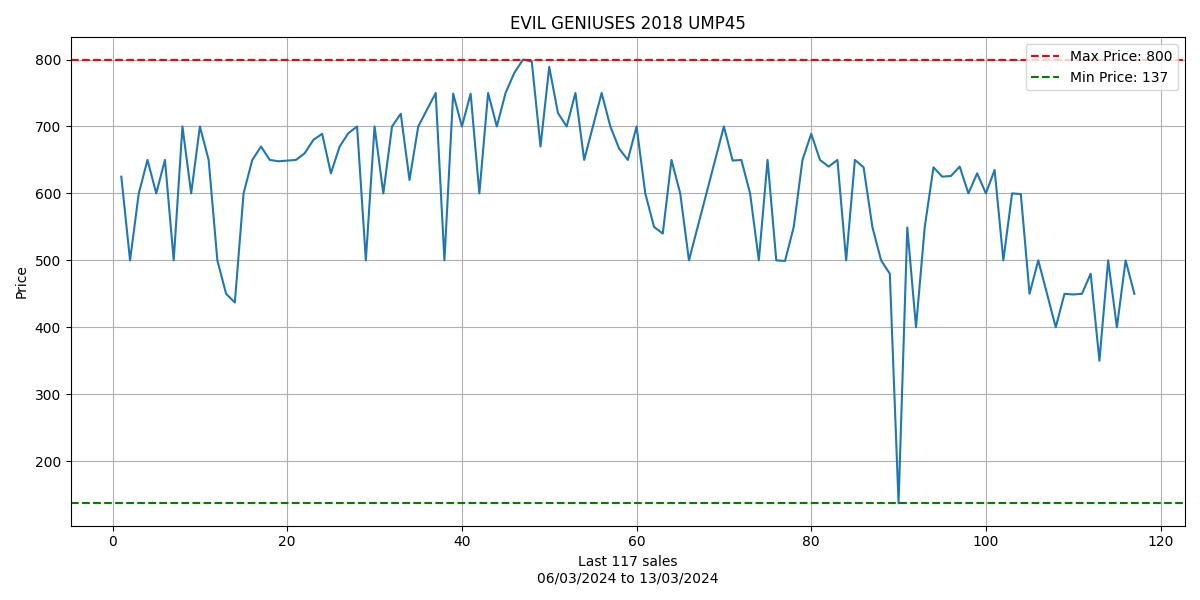 EVIL GENIUSES 2018 UMP45
Max Price: 800
Min Price: 137
800
700
600
500
400
300
200
Price
0 20 40 60 80 100 120
Last 117 sales
06/03/2024 to 13/03/2024